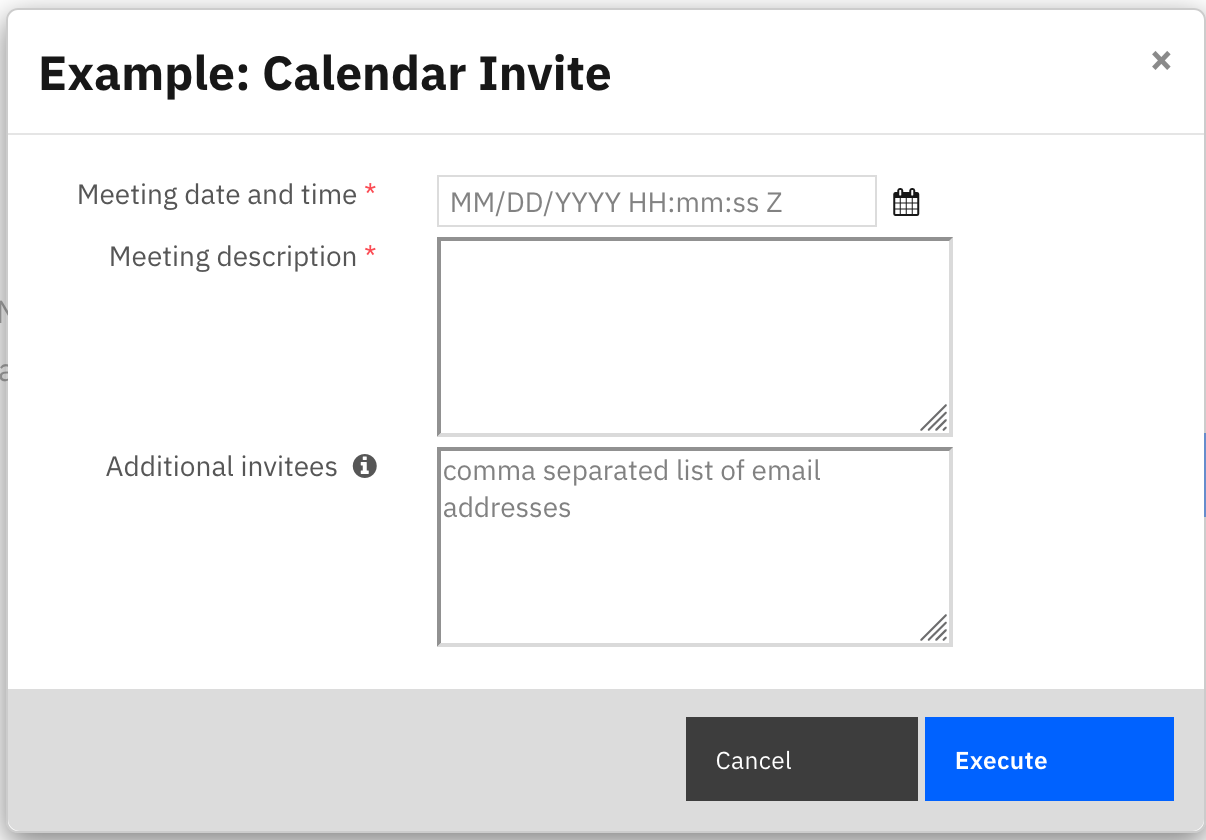 Example: Calendar Invite
×
Meeting date and time *
MM/DD/YYYY HH:mm:ss Z
Meeting description *
Additional invitees
comma separated list of email
addresses
Cancel
Execute